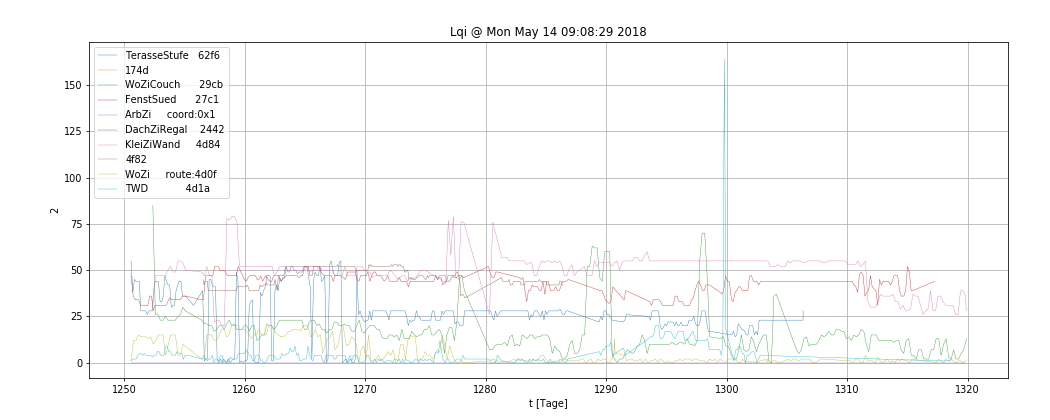 Lqi @ Mon May 14 09:08:29 2018
TerasseStufe 62f6
174d
WoZiCouch 29cb
FenstSued 27c1
ArbZi coord:0x1
DachZiRegal 2442
KleiZiWand 4d84
4f82
WoZi route:4d0f
TWD 4d1a
150
125
100
75
50
25
0
2
1250 1260 1270 1280 1290 1300 1310 1320
t [Tage]